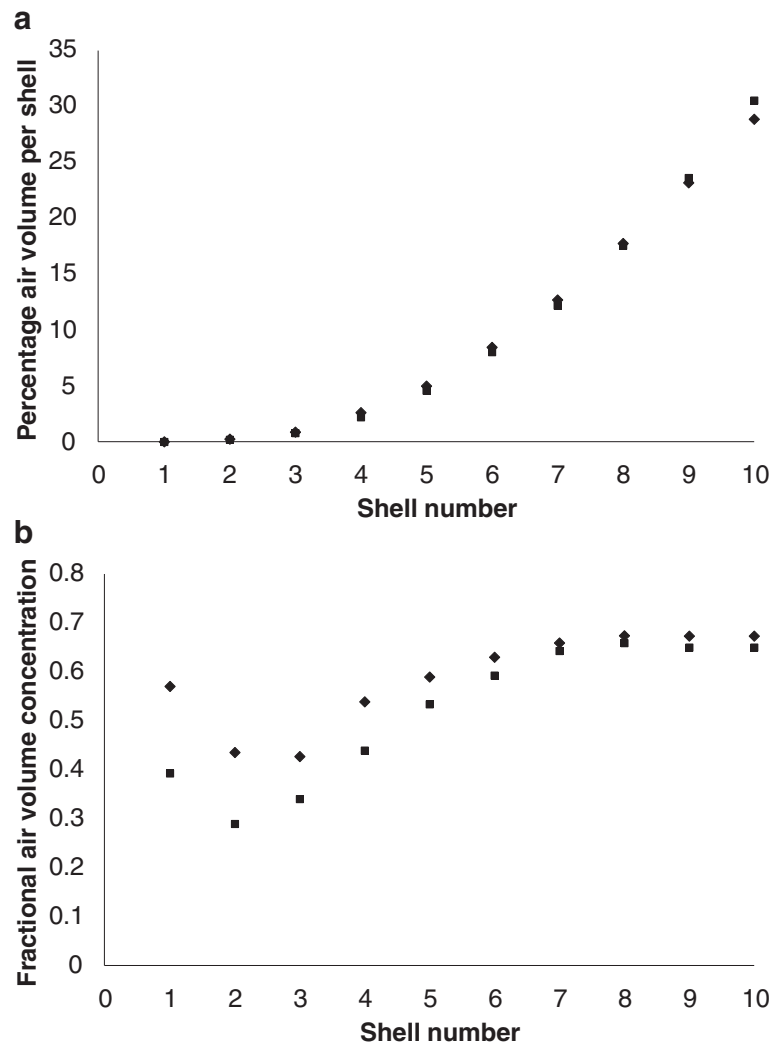 a
Percentage air volume per shell
35
30
25
20
15
10
5
0
0 1 2 3 4 5 6 7 8 9 10
Shell number
b
Fractional air volume concentration
0.8
0.7
0.6
0.5
0.4
0.3
0.2
0.1
0
0 1 2 3 4 5 6 7 8 9 10
Shell number